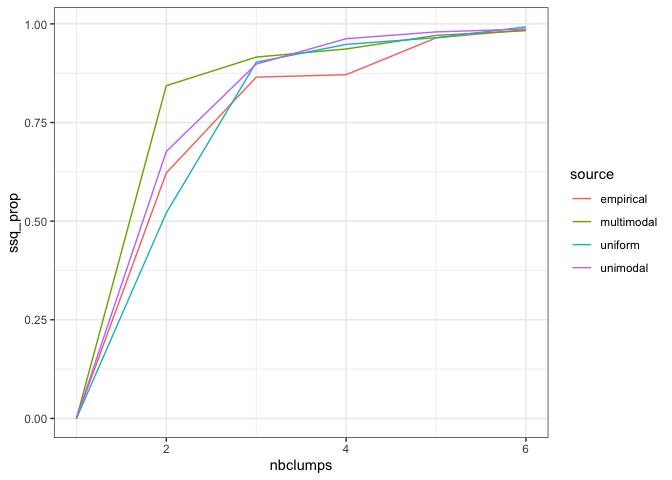 1.00
0.75
0.50
0.25
0.00
ssq_prop
2
4
6
nbclumps
source
empirical
multimodal
uniform
unimodal